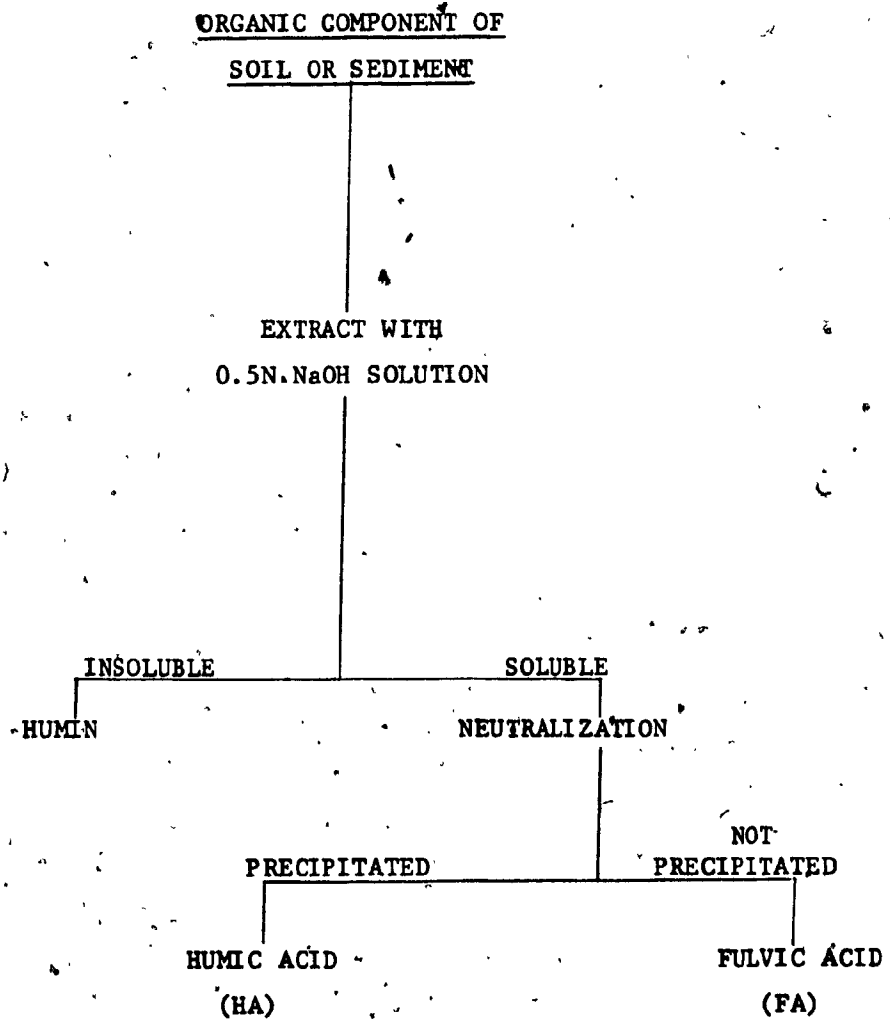 ORGANIC COMPONENT OF
SOIL OR SEDIMENT
EXTRACT WITH
0.5N.NaOH SOLUTION
INSOLUBLE
SOLUBLE
HUMIN
NEUTRALIZATION
PRECIPITATED
NOT
PRECIPITATED
HUMIC ACID
(HA)
FULVIC ACID
(FA)